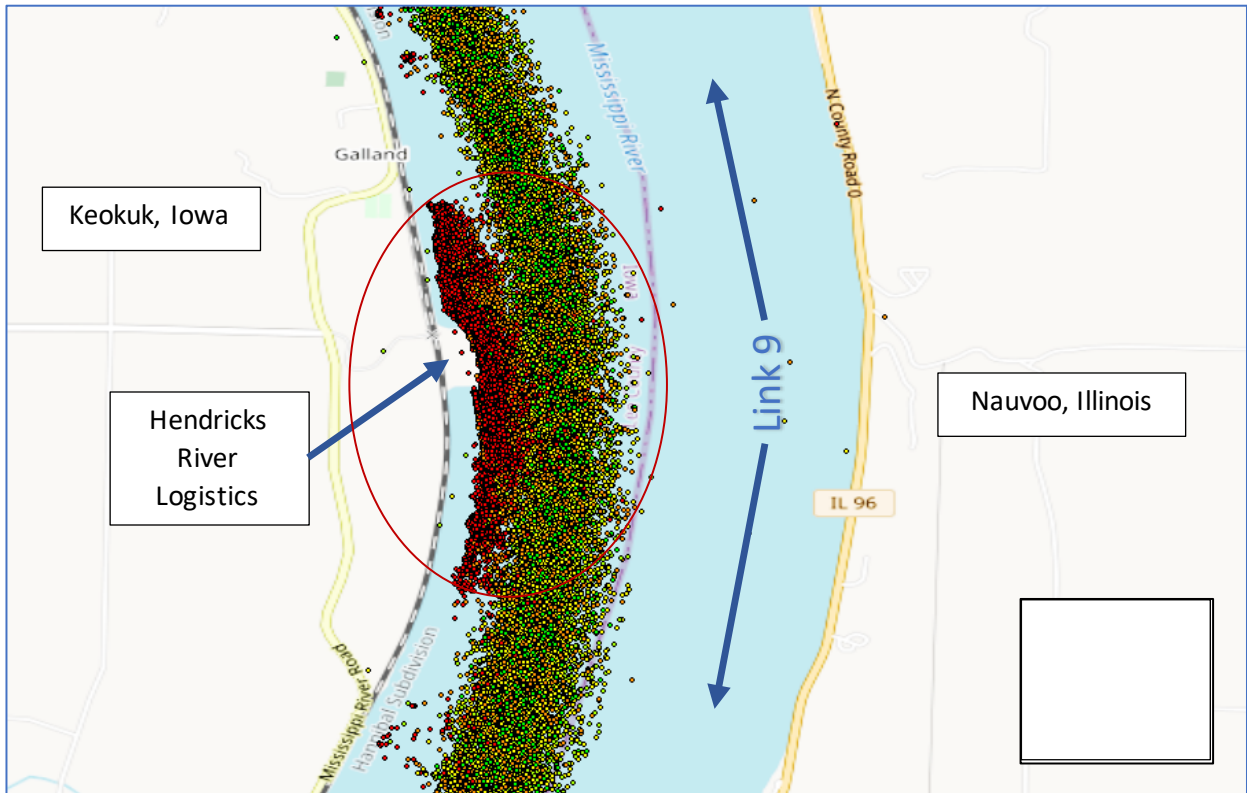 Mississippi River
N County Road 0
Galland
Keokuk, Iowa
Iowa
Link 9
Hendricks
River
Logistics
Nauvoo, Illinois
IL 96
Mississippi River Road
Hannibal Subdivision